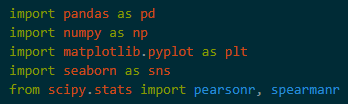 import pandas as pd
import numpy as np
import matplotlib.pyplot as plt
import seaborn as sns
from scipy.stats import pearsonr, spearmanr